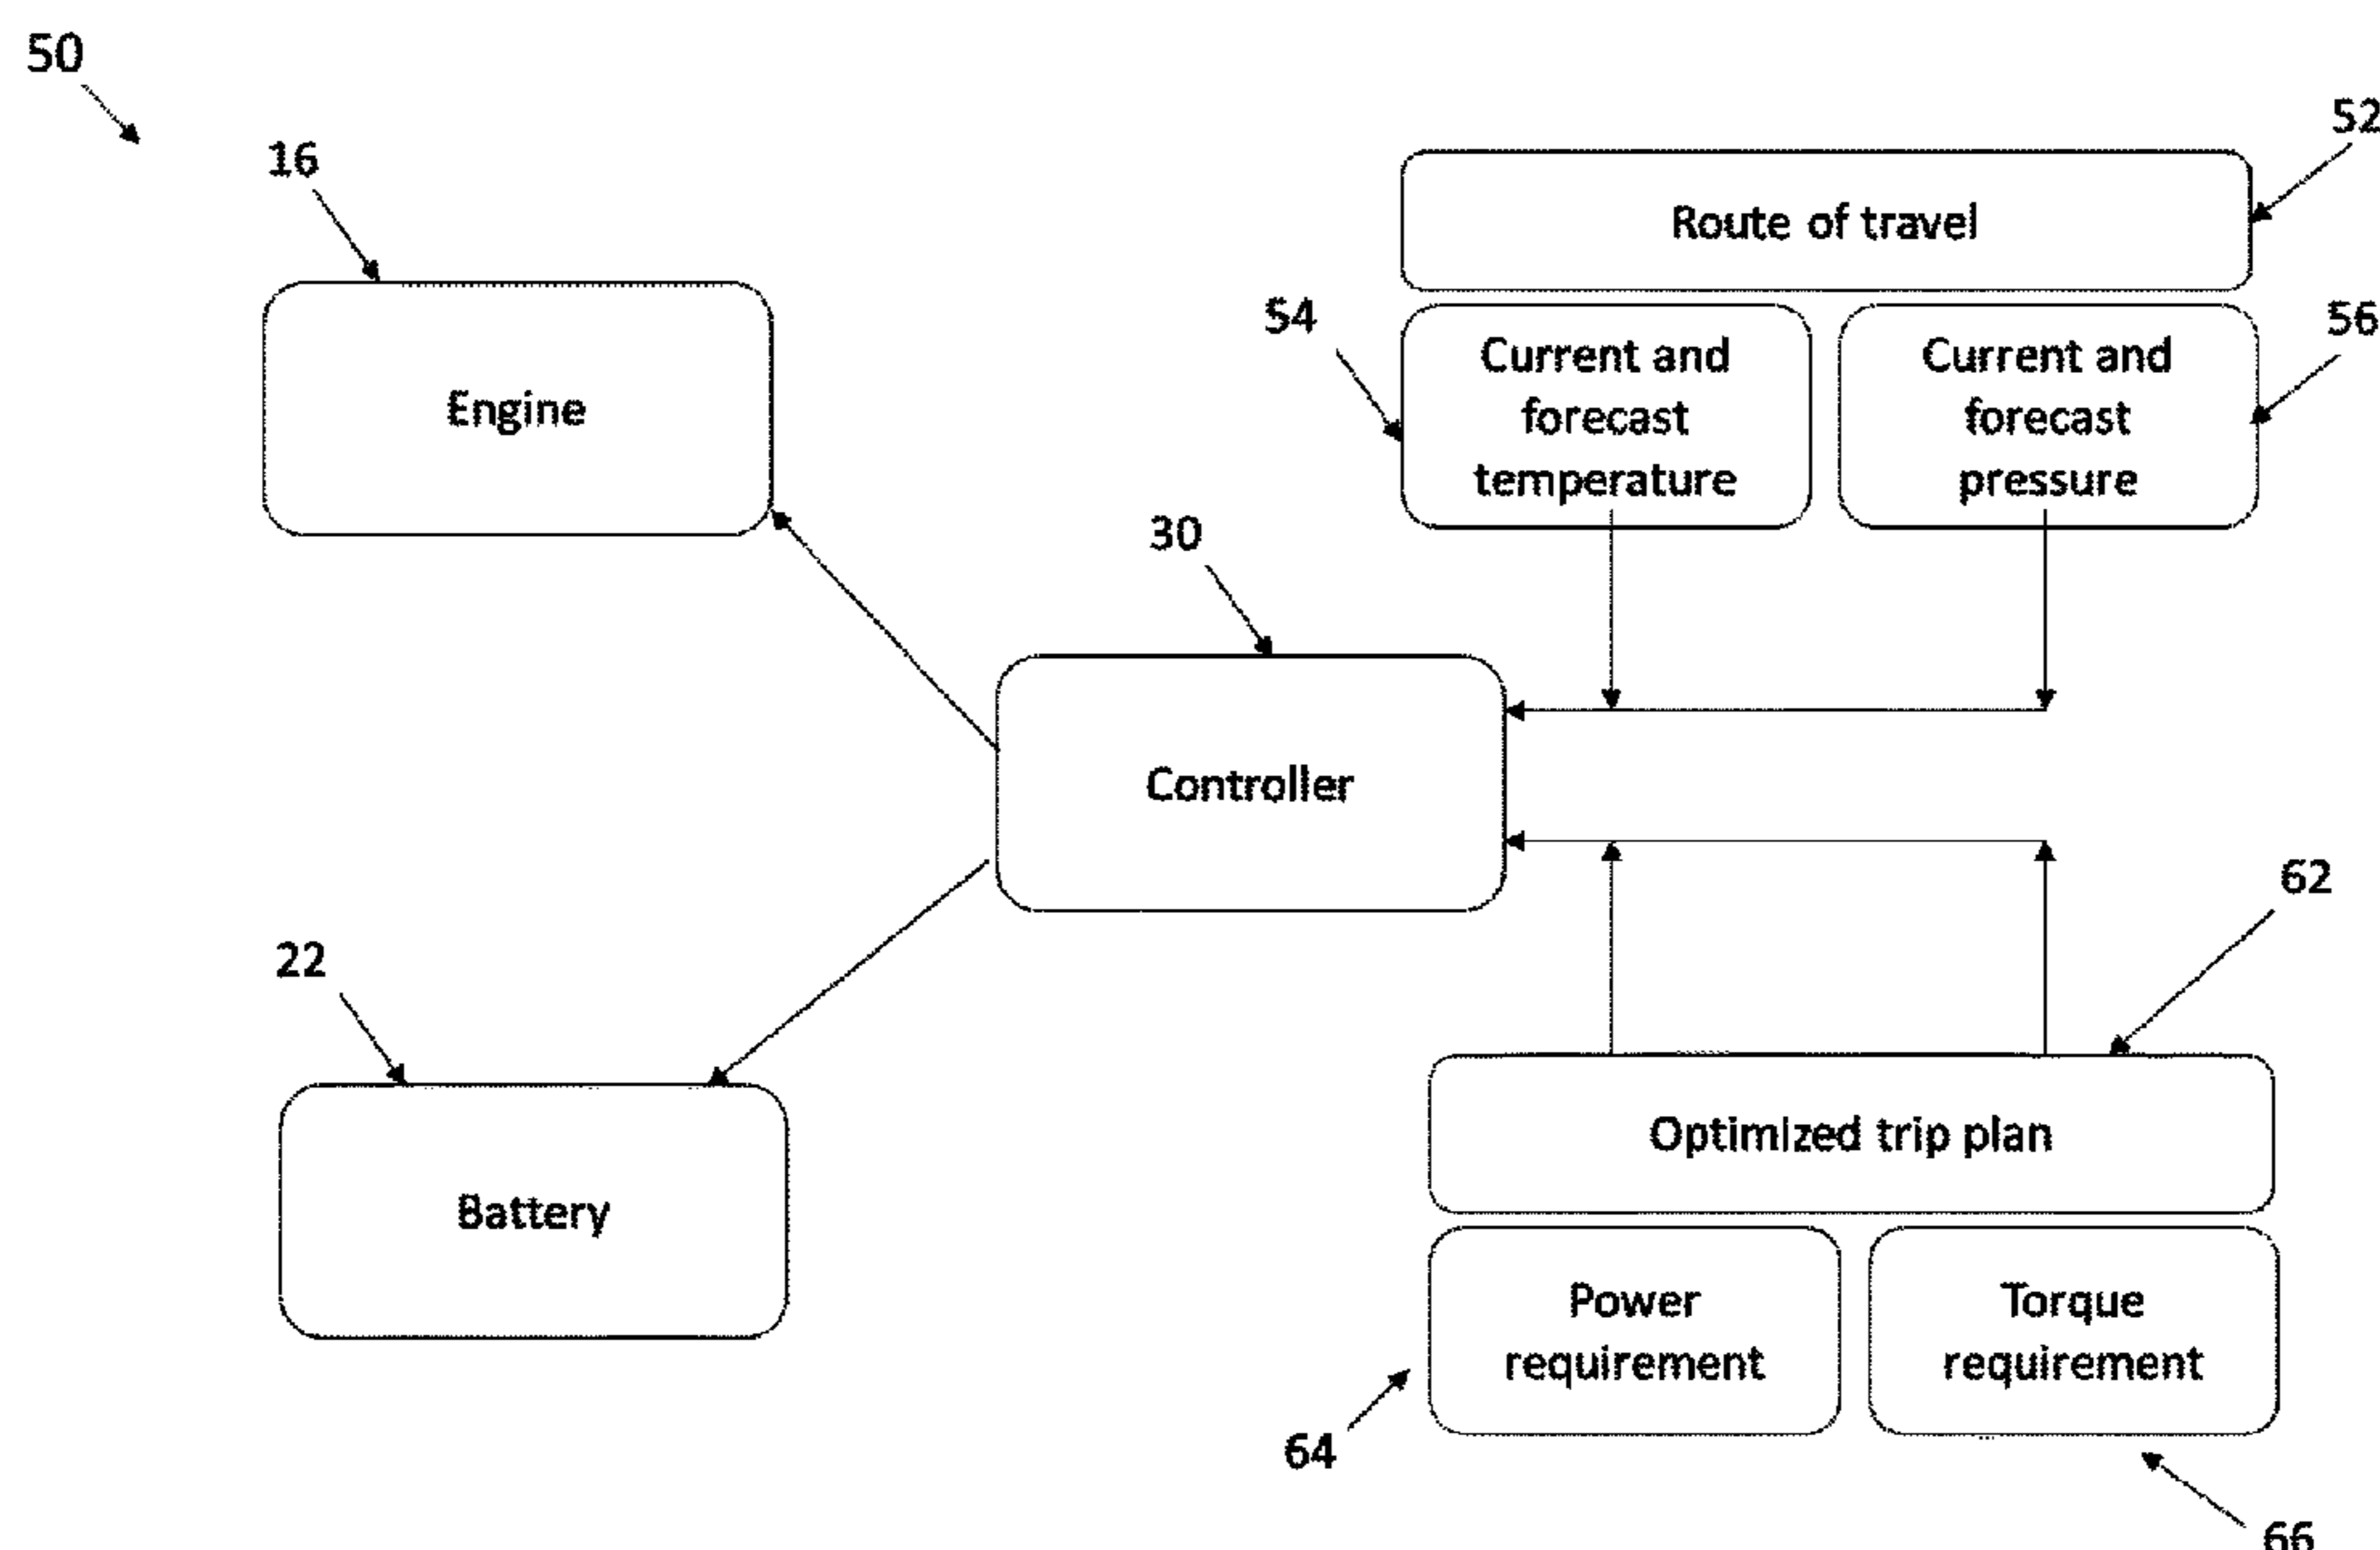 50
16
52
Route of travel
54
56
Current and
forecast
temperature
Current and
forecast
pressure
Engine
30
Controller
62
22
Optimized trip plan
Battery
Power
requirement
Torque
requirement
64
66